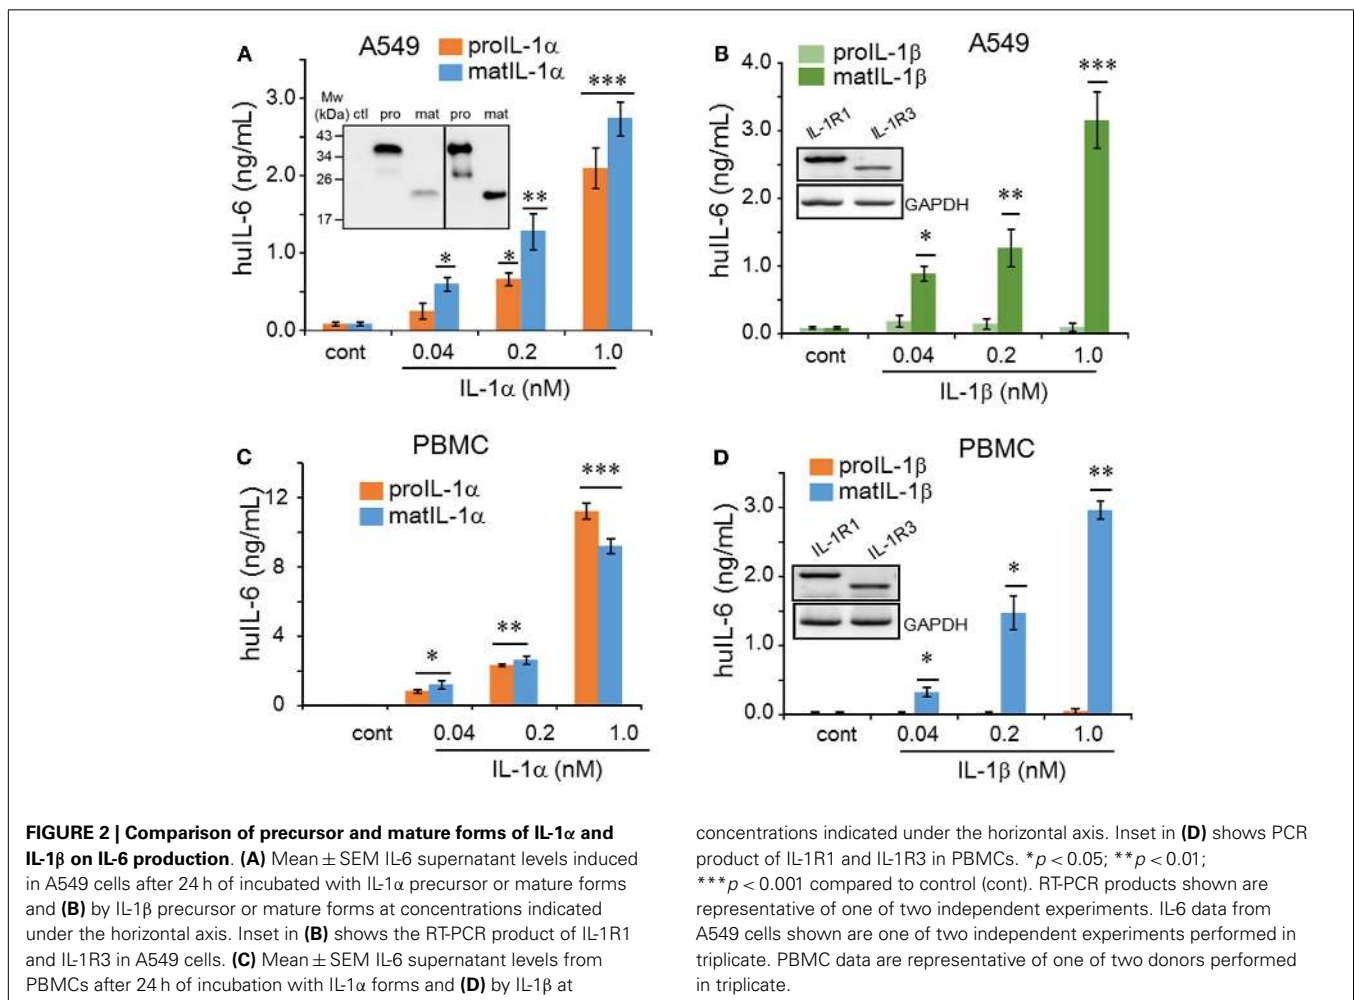 A
A549
proIL-1α
matIL-1α
huIL-6 (ng/mL)
3.0
2.0
1.0
0.0
Mw
(kDa) ctl pro mat pro mat
43
34
26
17
*
*
**
***
cont 0.04 0.2 1.0
IL-1α (nM)
B
A549
proIL-1β
matIL-1β
huIL-6 (ng/mL)
4.0
3.0
2.0
1.0
0.0
IL-1R1 IL-1R3
GAPDH
*
**
***
cont 0.04 0.2 1.0
IL-1β (nM)
C
PBMC
proIL-1α
matIL-1α
huIL-6 (ng/mL)
12
8
4
0
*
**
***
cont 0.04 0.2 1.0
IL-1α (nM)
D
PBMC
proIL-1β
matIL-1β
huIL-6 (ng/mL)
3.0
2.0
1.0
0.0
IL-1R1 IL-1R3
GAPDH
*
*
**
cont 0.04 0.2 1.0
IL-1β (nM)
FIGURE 2 | Comparison of precursor and mature forms of IL-1α and
IL-1β on IL-6 production. (A) Mean ± SEM IL-6 supernatant levels induced
in A549 cells after 24 h of incubated with IL-1α precursor or mature forms
and (B) by IL-1β precursor or mature forms at concentrations indicated
under the horizontal axis. Inset in (B) shows the RT-PCR product of IL-1R1
and IL-1R3 in A549 cells. (C) Mean ± SEM IL-6 supernatant levels from
PBMCs after 24 h of incubation with IL-1α forms and (D) by IL-1β at
concentrations indicated under the horizontal axis. Inset in (D) shows PCR
product of IL-1R1 and IL-1R3 in PBMCs. *p < 0.05; **p < 0.01;
***p < 0.001 compared to control (cont). RT-PCR products shown are
representative of one of two independent experiments. IL-6 data from
A549 cells shown are one of two independent experiments performed in
triplicate. PBMC data are representative of one of two donors performed
in triplicate.